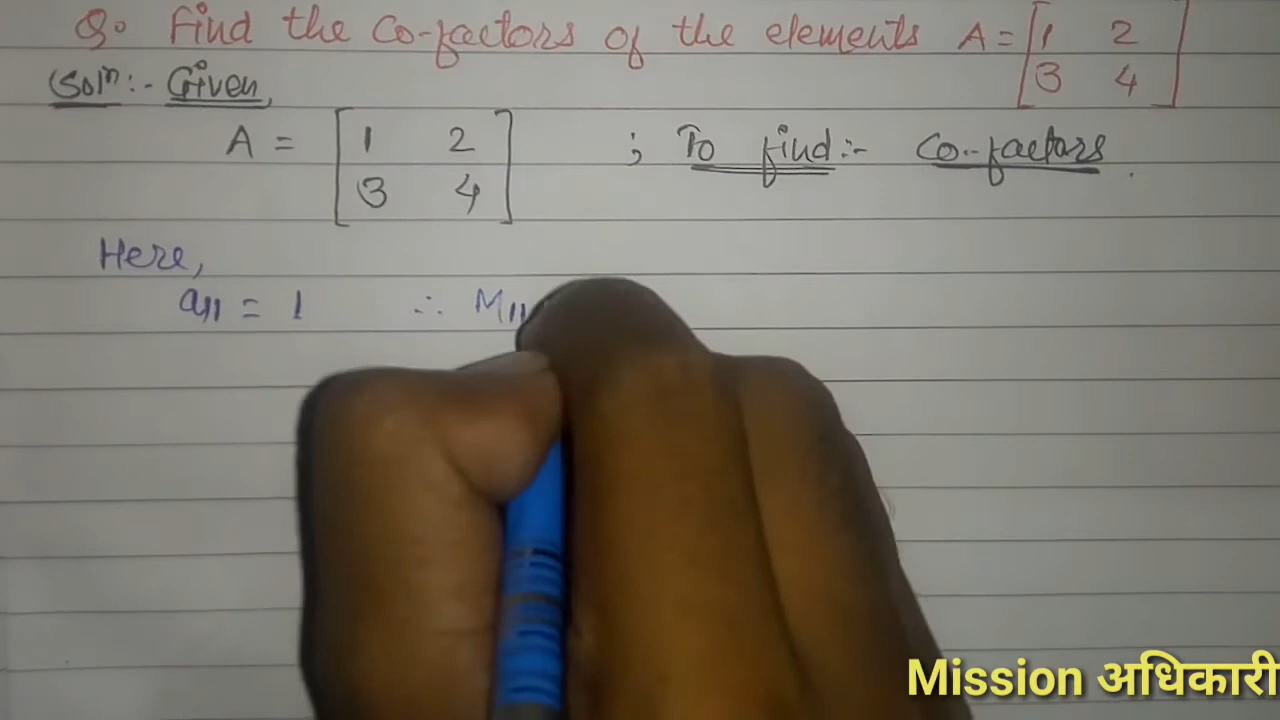 Q. Find the Co-factors of the elements A = [1 2
3 4]
Soln:- Given,
A = [1 2
3 4] ; To find:- Co-factors.
Here,
a11 = 1 ∴ M11
Mission अधिकारी